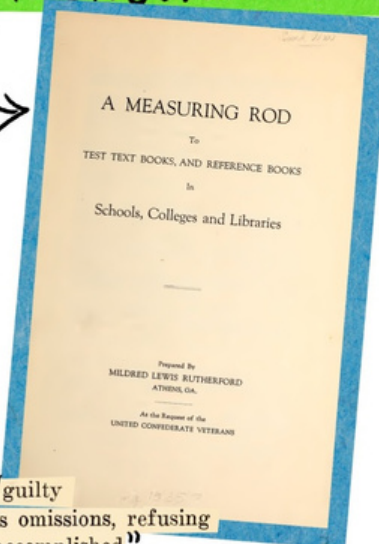 A MEASURING ROD
To
TEST TEXT BOOKS, AND REFERENCE BOOKS
In
Schools, Colleges and Libraries
Prepared By
MILDRED LEWIS RUTHERFORD
ATHENS, GA.
At the Request of the
UNITED CONFEDERATE VETERANS
guilty
s omissions, refusing
accomplished”